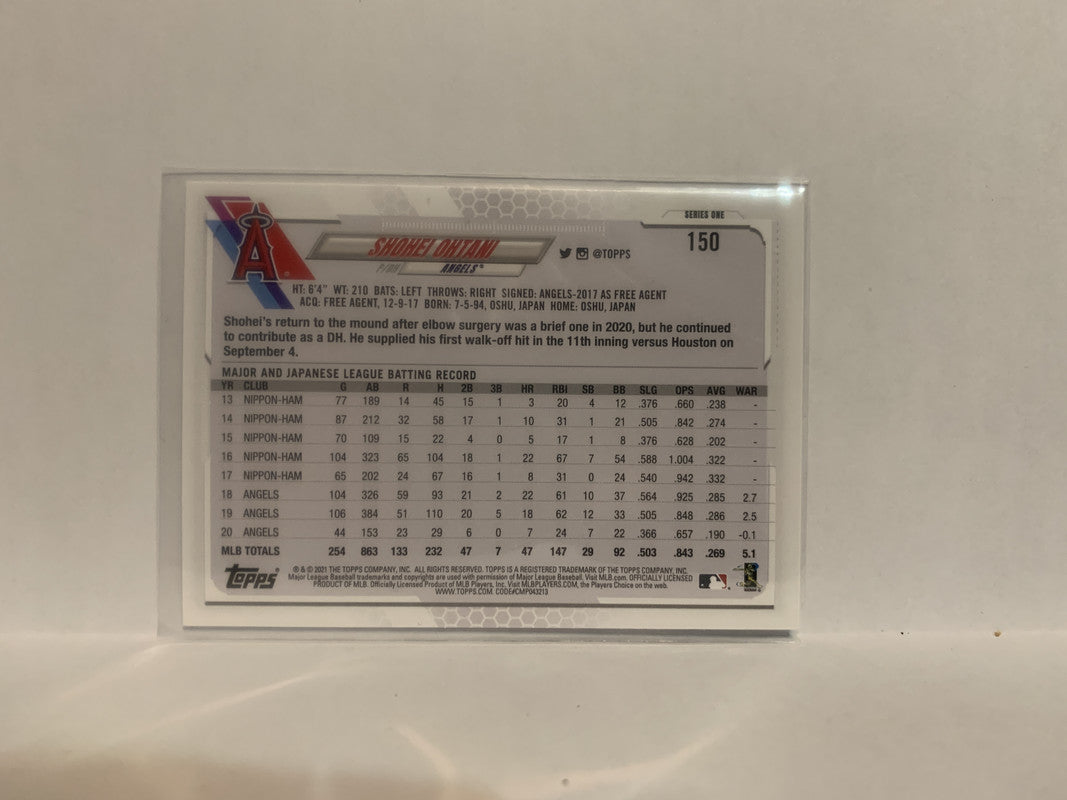 SERIES ONE
150
A
SHOHEI OHTANI
@TOPPS
P/DH ANGELS™
HT: 6'4" WT: 210 BATS: LEFT THROWS: RIGHT SIGNED: ANGELS-2017 AS FREE AGENT
ACQ: FREE AGENT, 12-9-17 BORN: 7-5-94, OSHU, JAPAN HOME: OSHU, JAPAN
Shohei's return to the mound after elbow surgery was a brief one in 2020, but he continued
to contribute as a DH. He supplied his first walk-off hit in the 11th inning versus Houston on
September 4.
MAJOR AND JAPANESE LEAGUE BATTING RECORD
YR CLUB G AB R H 2B 3B HR RBI SB BB SLG OPS AVG WAR
13 NIPPON-HAM 77 189 14 45 15 1 3 20 4 12 .376 .660 .238 -
14 NIPPON-HAM 87 212 32 58 17 1 10 31 1 21 .505 .842 .274 -
15 NIPPON-HAM 70 109 15 22 4 0 5 17 1 8 .376 .628 .202 -
16 NIPPON-HAM 104 323 65 104 18 1 22 67 7 54 .588 1.004 .322 -
17 NIPPON-HAM 65 202 24 67 16 1 8 31 0 24 .540 .942 .332 -
18 ANGELS 104 326 59 93 21 2 22 61 10 37 .564 .925 .285 2.7
19 ANGELS 106 384 51 110 20 5 18 62 12 33 .505 .848 .286 2.5
20 ANGELS 44 153 23 29 6 0 7 24 7 22 .366 .657 .190 -0.1
MLB TOTALS 254 863 133 232 47 7 47 147 29 92 .503 .843 .269 5.1
Topps
® & © 2021 THE TOPPS COMPANY, INC. ALL RIGHTS RESERVED. TOPPS IS A REGISTERED TRADEMARK OF THE TOPPS COMPANY, INC.
Major League Baseball trademarks and copyrights are used with permission of Major League Baseball. Visit MLB.com. OFFICIALLY LICENSED
PRODUCT OF MLB. Officially Licensed Product of MLB Players, Inc. Visit MLBPLAYERS.COM, the Players Choice on the web.
WWW.TOPPS.COM. CODE#CMP043213